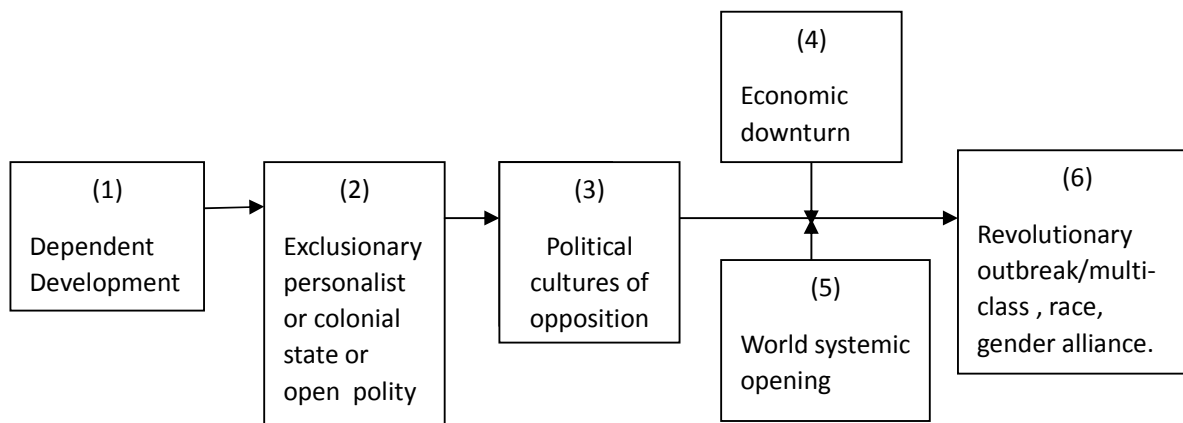 (1)
Dependent
Development
(2)
Exclusionary
personalist
or colonial
state or
open polity
(3)
Political
cultures of
opposition
(4)
Economic
downturn
(5)
World systemic
opening
(6)
Revolutionary
outbreak/multi-
class , race,
gender alliance.